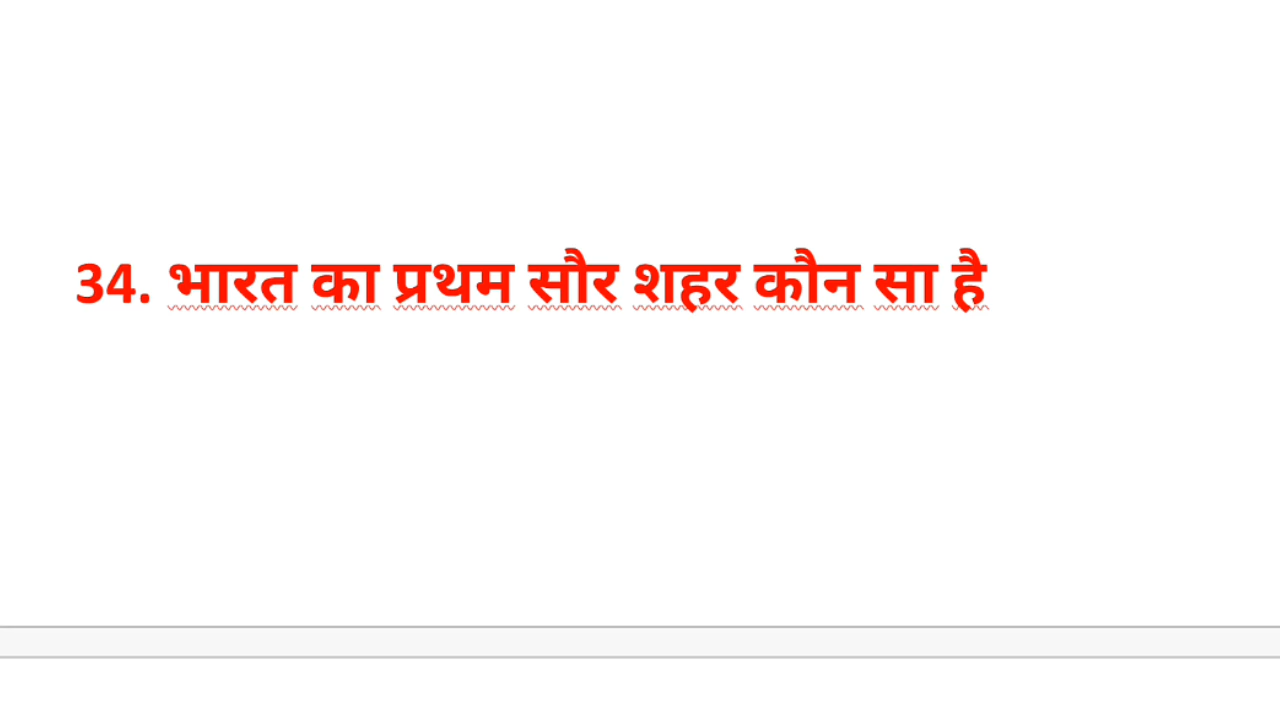 34. भारत का प्रथम सौर शहर कौन सा है